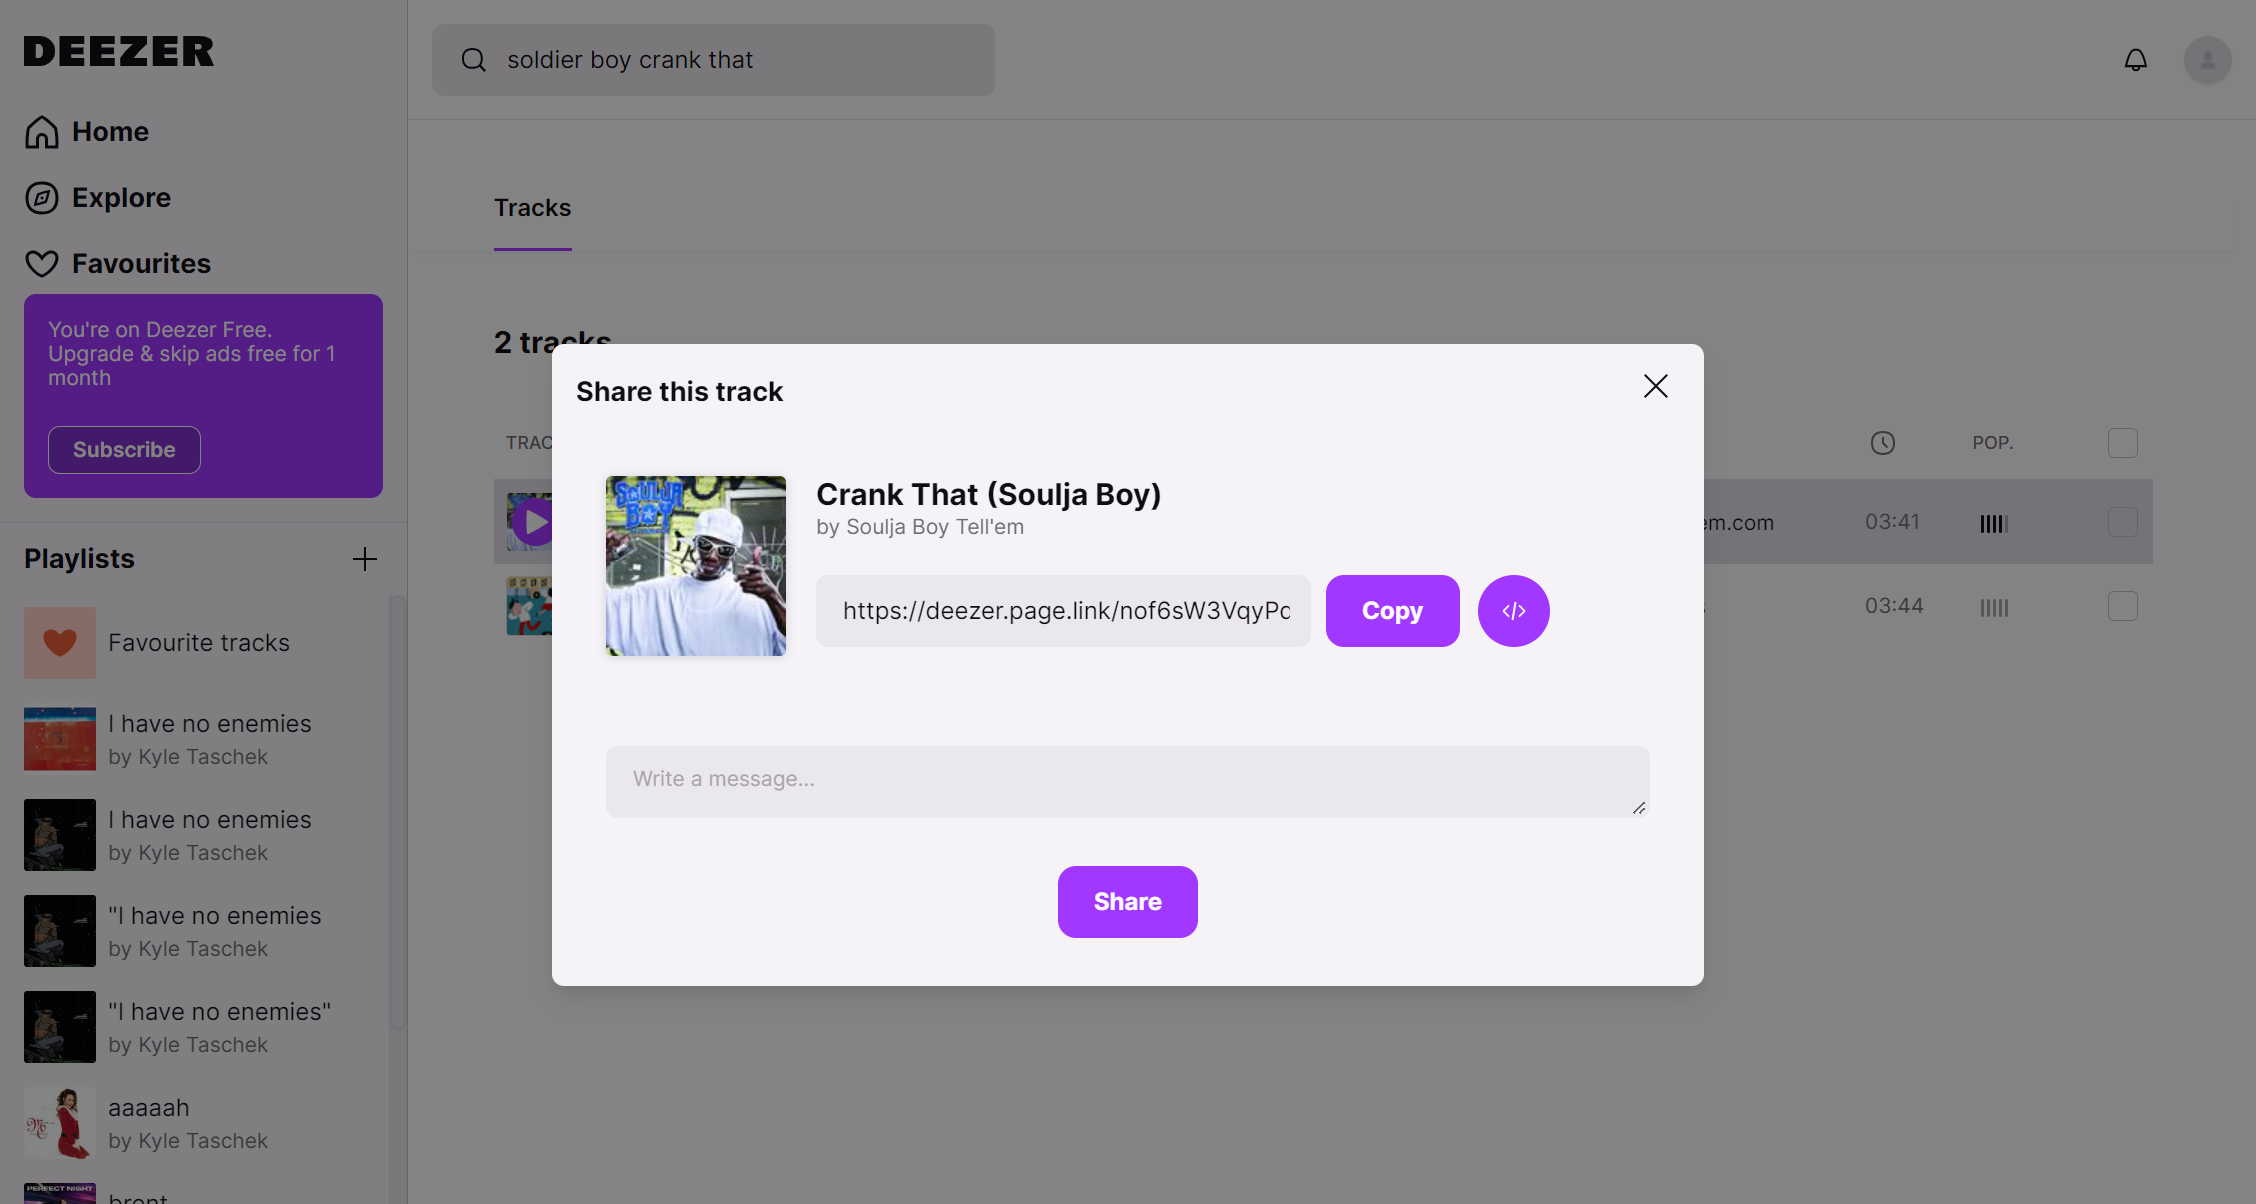 DEEZER
soldier boy crank that
Home
Explore
Favourites
You're on Deezer Free.
Upgrade & skip ads free for 1
month
Subscribe
Playlists
Favourite tracks
I have no enemies
by Kyle Taschek
I have no enemies
by Kyle Taschek
"I have no enemies
by Kyle Taschek
"I have no enemies"
by Kyle Taschek
aaaaah
by Kyle Taschek
PERFECT NIGHT
Tracks
2 tracks
POP.
em.com
03:41
03:44
Share this track
SOULJA
BOY
Crank That (Soulja Boy)
by Soulja Boy Tell'em
https://deezer.page.link/nof6sW3VqyPc
Copy
</>
Write a message...
Share